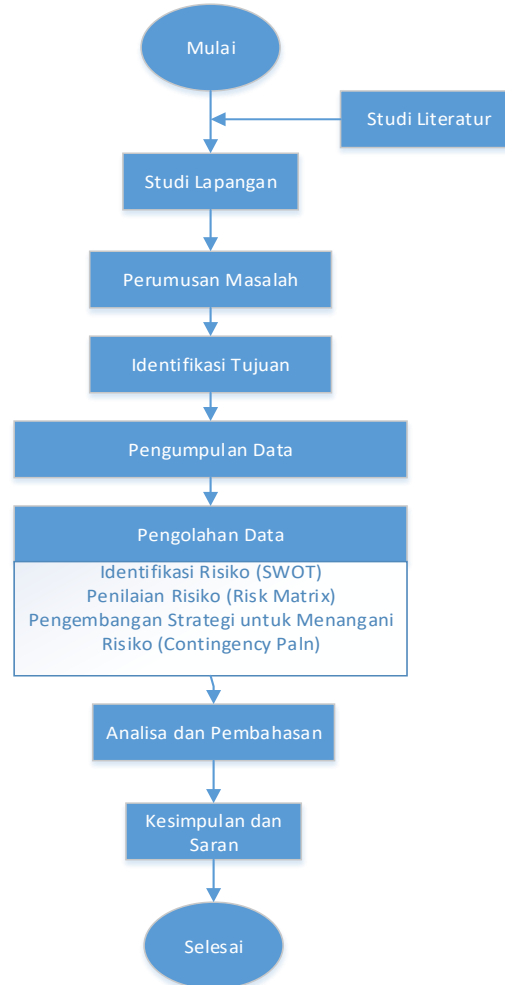 Mulai
Studi Literatur
Studi Lapangan
Perumusan Masalah
Identifikasi Tujuan
Pengumpulan Data
Pengolahan Data
Identifikasi Risiko (SWOT)
Penilaian Risiko (Risk Matrix)
Pengembangan Strategi untuk Menangani
Risiko (Contingency Paln)
Analisa dan Pembahasan
Kesimpulan dan
Saran
Selesai